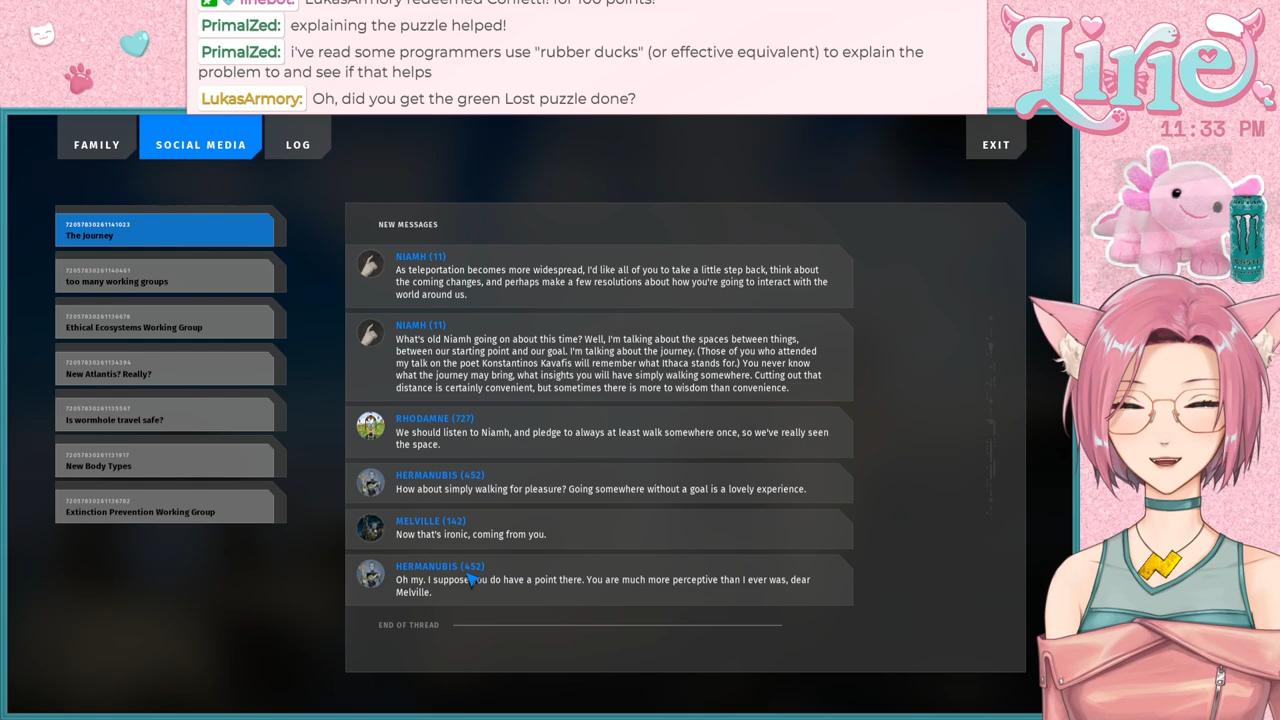 linebot: LukasArmory redeemed Confetti! for 100 points!
PrimalZed: explaining the puzzle helped!
PrimalZed: i've read some programmers use "rubber ducks" (or effective equivalent) to explain the
problem to and see if that helps
LukasArmory: Oh, did you get the green Lost puzzle done?
Lirie
11:33 PM
FAMILY
SOCIAL MEDIA
LOG
EXIT
72057830261141023
The Journey
72057830261140461
too many working groups
72057830261136678
Ethical Ecosystems Working Group
72057830261134394
New Atlantis? Really?
72057830261135567
Is wormhole travel safe?
72057830261131917
New Body Types
72057830261136782
Extinction Prevention Working Group
NEW MESSAGES
NIAMH (11)
As teleportation becomes more widespread, I'd like all of you to take a little step back, think about
the coming changes, and perhaps make a few resolutions about how you're going to interact with the
world around us.
NIAMH (11)
What's old Niamh going on about this time? Well, I'm talking about the spaces between things,
between our starting point and our goal. I'm talking about the journey. (Those of you who attended
my talk on the poet Konstantinos Kavafis will remember what Ithaca stands for.) You never know
what the journey may bring, what insights you will have simply walking somewhere. Cutting out that
distance is certainly convenient, but sometimes there is more to wisdom than convenience.
RHODAMNE (727)
We should listen to Niamh, and pledge to always at least walk somewhere once, so we've really seen
the space.
HERMANUBIS (452)
How about simply walking for pleasure? Going somewhere without a goal is a lovely experience.
MELVILLE (142)
Now that's ironic, coming from you.
HERMANUBIS (452)
Oh my. I suppose you do have a point there. You are much more perceptive than I ever was, dear
Melville.
END OF THREAD